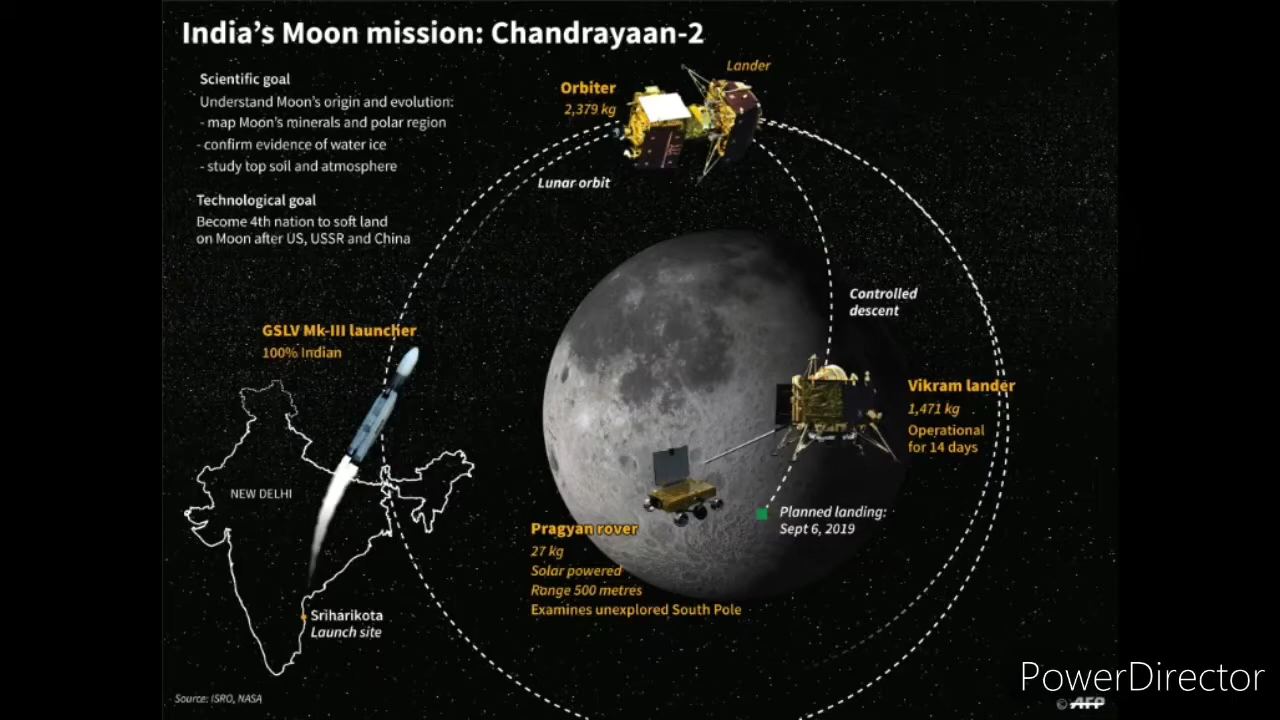 India's Moon mission: Chandrayaan-2
Scientific goal
Understand Moon's origin and evolution:
- map Moon's minerals and polar region
- confirm evidence of water ice
- study top soil and atmosphere
Technological goal
Become 4th nation to soft land
on Moon after US, USSR and China
Orbiter
2,379 kg
Lander
Lunar orbit
Controlled
descent
GSLV Mk-III launcher
100% Indian
Vikram lander
1,471 kg
Operational
for 14 days
NEW DELHI
Planned landing:
Sept 6, 2019
Pragyan rover
27 kg
Solar powered
Range 500 metres
Examines unexplored South Pole
Sriharikota
Launch site
Source: ISRO, NASA
PowerDirector
© AFP